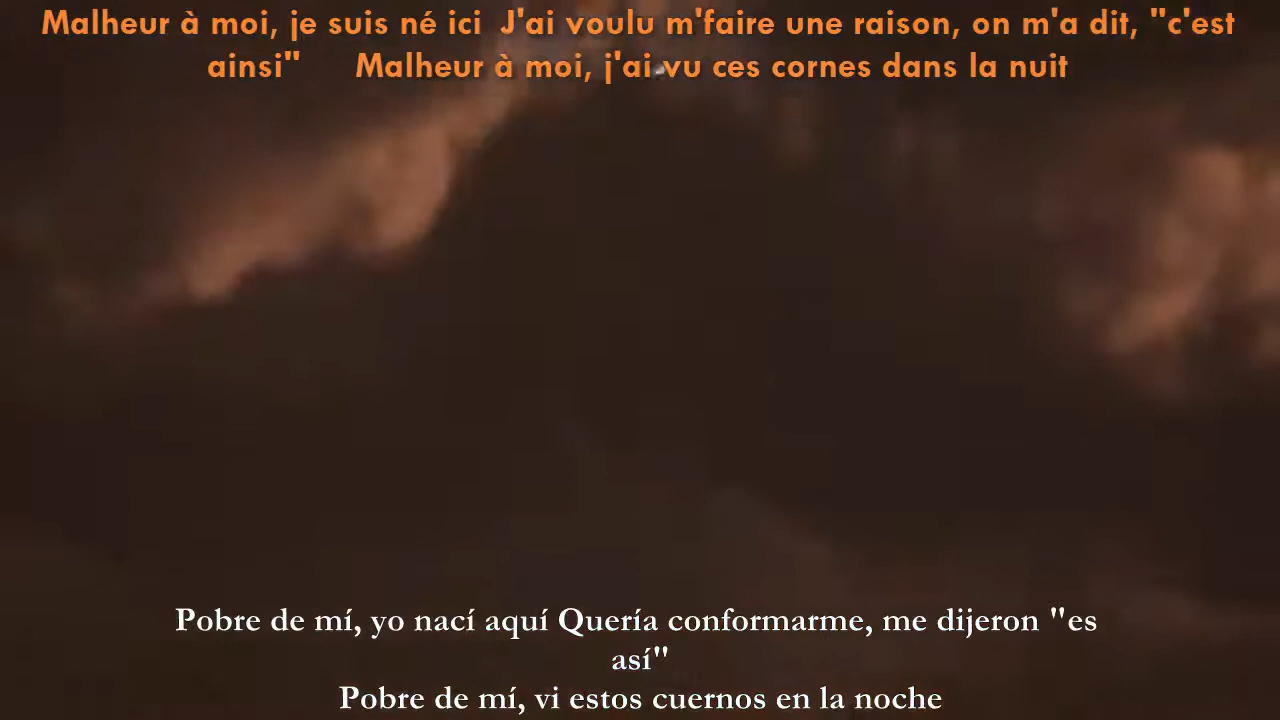 Malheur à moi, je suis né ici  J'ai voulu m'faire une raison, on m'a dit, "c'est
ainsi"      Malheur à moi, j'ai vu ces cornes dans la nuit
Pobre de mí, yo nací aquí Quería conformarme, me dijeron "es
así"
Pobre de mí, vi estos cuernos en la noche